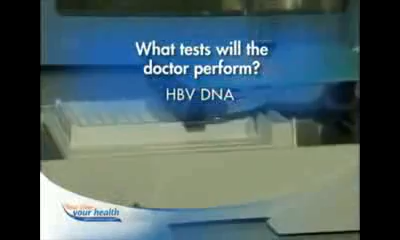 What tests will the
doctor perform?
HBV DNA
your health